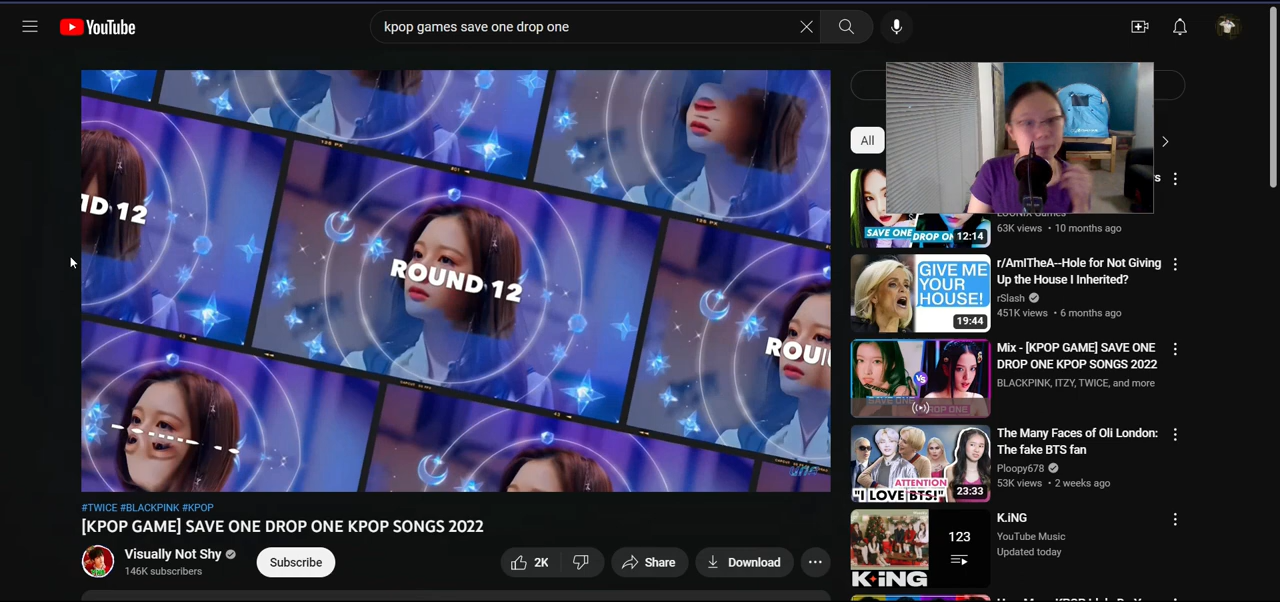 YouTube
kpop games save one drop one
ROUND 12
#TWICE #BLACKPINK #KPOP
[KPOP GAME] SAVE ONE DROP ONE KPOP SONGS 2022
Visually Not Shy
146K subscribers
Subscribe
2K
Share
Download
All
SAVE ONE DROP
12:14
63K views • 10 months ago
GIVE ME
YOUR
HOUSE!
19:44
r/AmITheA--Hole for Not Giving
Up the House I Inherited?
rSlash
451K views • 6 months ago
VS
Mix - [KPOP GAME] SAVE ONE
DROP ONE KPOP SONGS 2022
BLACKPINK, ITZY, TWICE, and more
ATTENTION
"I LOVE BTS!"
23:33
The Many Faces of Oli London:
The fake BTS fan
Ploopy678
53K views • 2 weeks ago
K.iNG
123
K.iNG
YouTube Music
Updated today